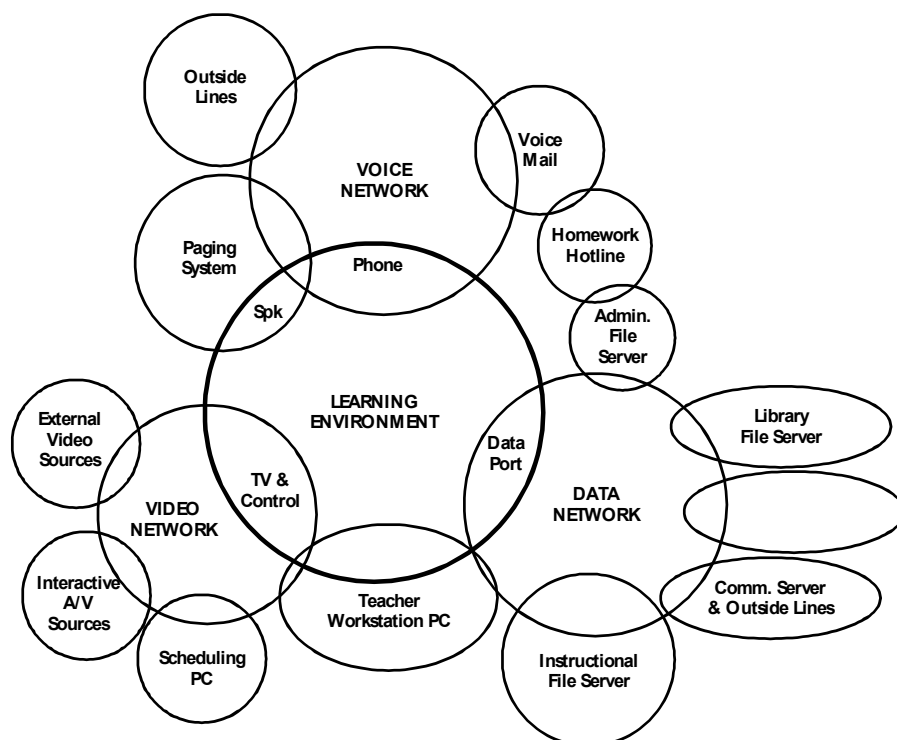 Outside
Lines
VOICE
NETWORK
Voice
Mail
Paging
System
Phone
Homework
Hotline
Spk
Admin.
File
Server
LEARNING
ENVIRONMENT
External
Video
Sources
Library
File Server
Data
Port
TV &
Control
VIDEO
NETWORK
DATA
NETWORK
Interactive
A/V
Sources
Teacher
Workstation PC
Comm. Server
& Outside Lines
Scheduling
PC
Instructional
File Server